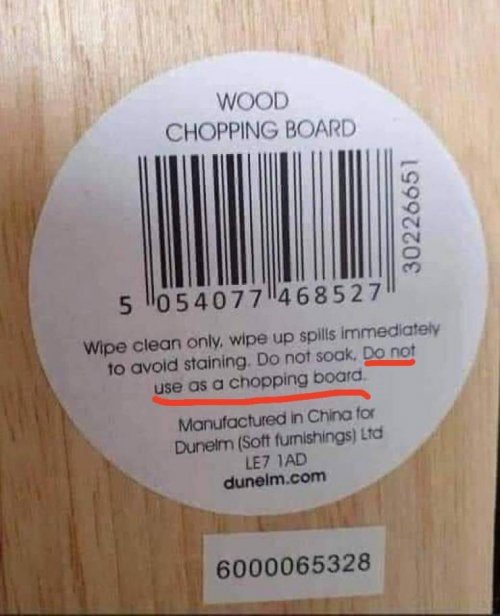 WOOD
CHOPPING BOARD
30226651
5 054077 468527
Wipe clean only, wipe up spills immediately
to avoid staining. Do not soak, Do not
use as a chopping board.
Manufactured in China for
Dunelm (Soft furnishings) Ltd
LE7 1AD
dunelm.com
6000065328